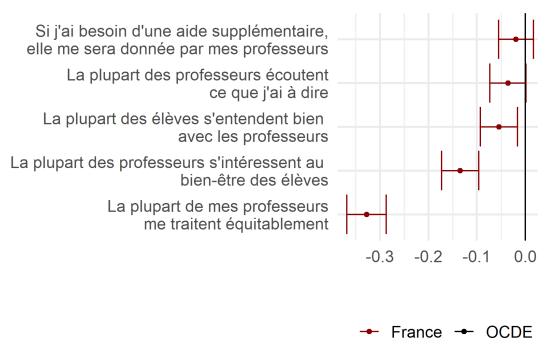 Si j'ai besoin d'une aide supplémentaire,
elle me sera donnée par mes professeurs
La plupart des professeurs écoutent
ce que j'ai à dire
La plupart des élèves s'entendent bien
avec les professeurs
La plupart des professeurs s'intéressent au
bien-être des élèves
La plupart de mes professeurs
me traitent équitablement
-0.3 -0.2 -0.1 0.0
France OCDE